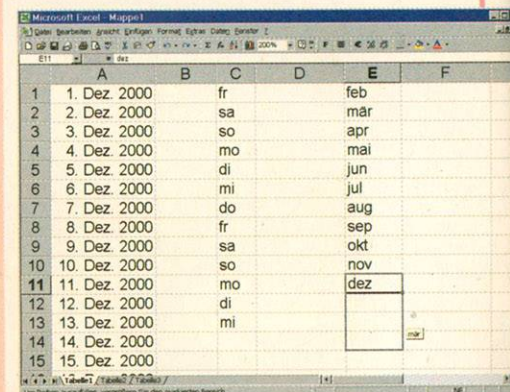 Microsoft Excel - Mappe1
Datei Bearbeiten Ansicht Einfügen Format Extras Daten Fenster ?
200%
E11 = dez
A B C D E F
1 1. Dez. 2000 fr feb
2 2. Dez. 2000 sa mär
3 3. Dez. 2000 so apr
4 4. Dez. 2000 mo mai
5 5. Dez. 2000 di jun
6 6. Dez. 2000 mi jul
7 7. Dez. 2000 do aug
8 8. Dez. 2000 fr sep
9 9. Dez. 2000 sa okt
10 10. Dez. 2000 so nov
11 11. Dez. 2000 mo dez
12 12. Dez. 2000 di
13 13. Dez. 2000 mi mär
14 14. Dez. 2000
15 15. Dez. 2000
Tabelle1 / Tabelle2 / Tabelle3
NF